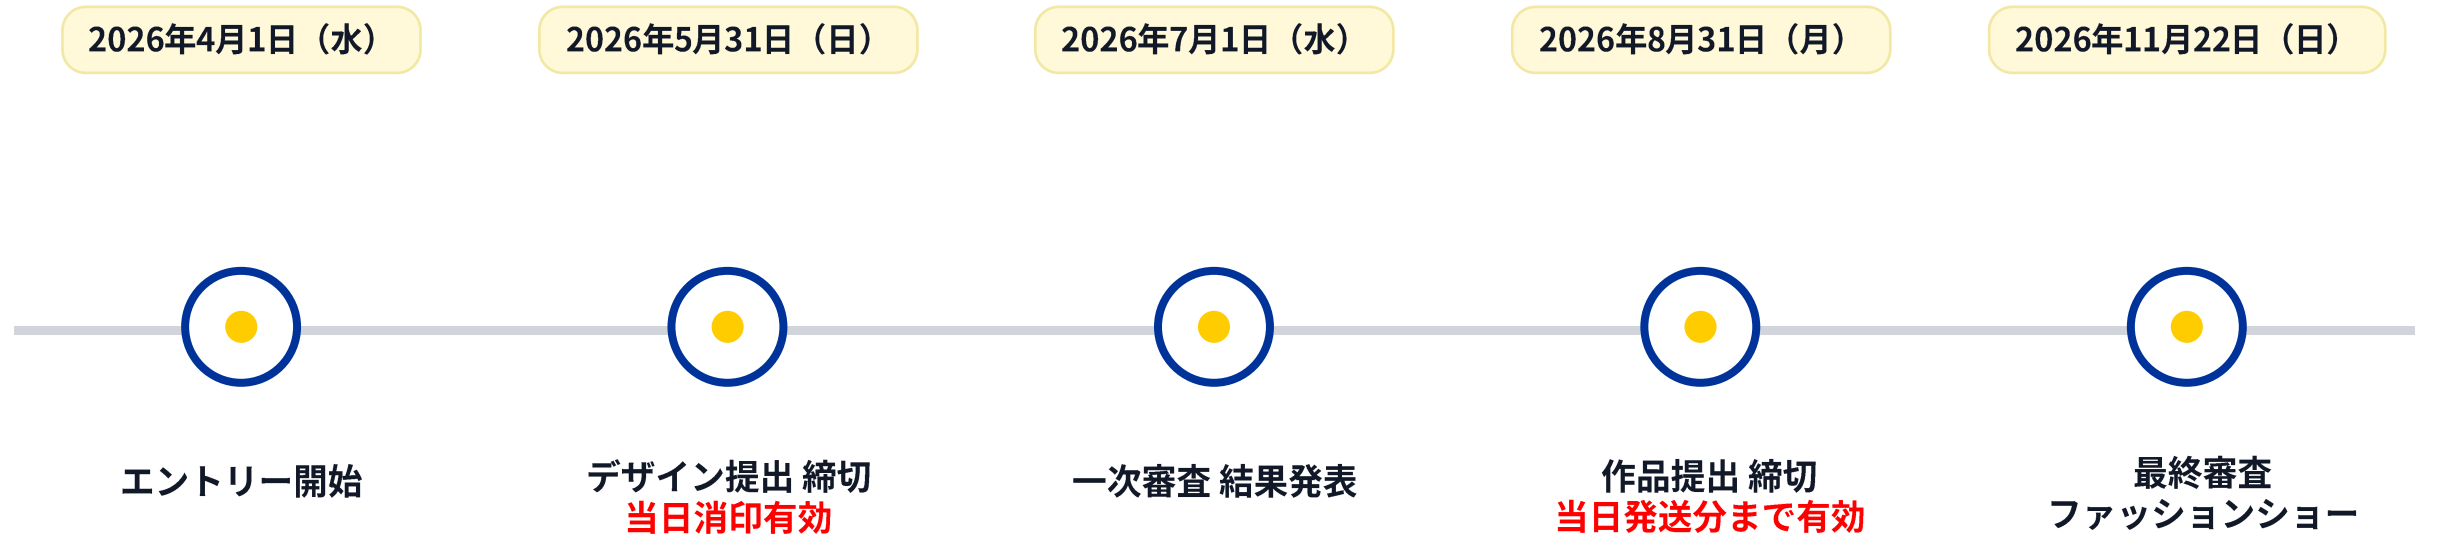 2026年4月1日（水）
2026年5月31日（日）
2026年7月1日（水）
2026年8月31日（月）
2026年11月22日（日）
エントリー開始
デザイン提出 締切
当日消印有効
一次審査 結果発表
作品提出 締切
当日発送分まで有効
最終審査
ファッションショー